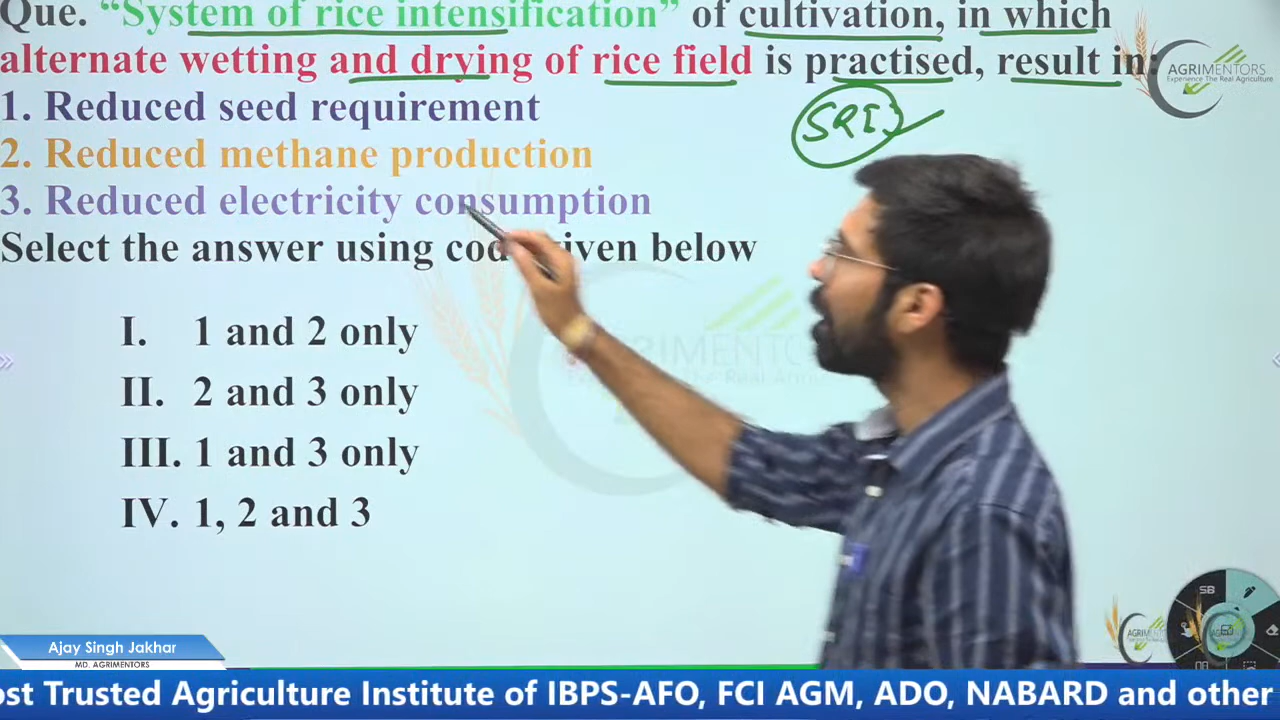 Que. “System of rice intensification” of cultivation, in which
alternate wetting and drying of rice field is practised, result in:
1. Reduced seed requirement
SRI
2. Reduced methane production
3. Reduced electricity consumption
Select the answer using given below
I. 1 and 2 only
II. 2 and 3 only
III. 1 and 3 only
IV. 1, 2 and 3
AGRIMENTORS
Experience The Real Agriculture
SB
Ajay Singh Jakhar
MD. AGRIMENTORS
Most Trusted Agriculture Institute of IBPS-AFO, FCI AGM, ADO, NABARD and other